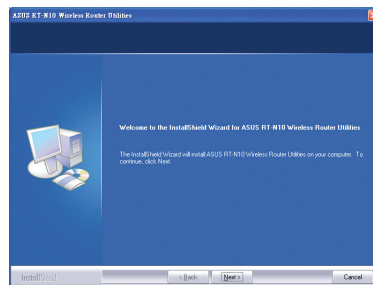 ASUS RT-N10 Wireless Router Utilities
Welcome to the InstallShield Wizard for ASUS RT-N10 Wireless Router Utilities
The InstallShield Wizard will install ASUS RT-N10 Wireless Router Utilities on your computer. To
continue, click Next.
InstallShield
< Back
Next >
Cancel